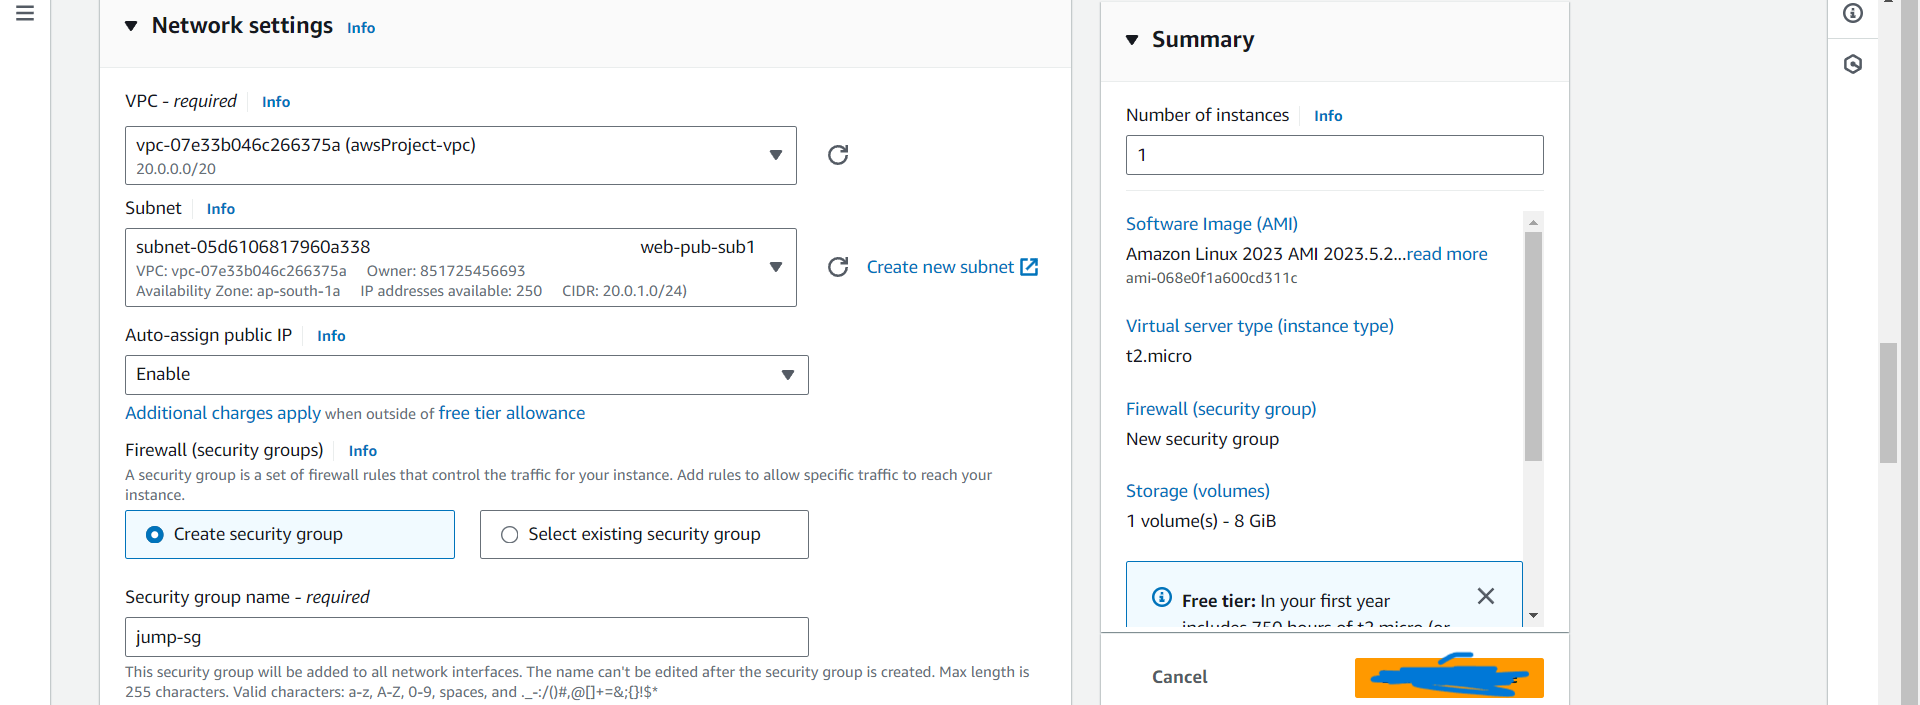 Network settings Info
VPC - required Info
vpc-07e33b046c266375a (awsProject-vpc)
20.0.0.0/20
Subnet Info
subnet-05d6106817960a338 web-pub-sub1
VPC: vpc-07e33b046c266375a Owner: 851725456693
Availability Zone: ap-south-1a IP addresses available: 250 CIDR: 20.0.1.0/24)
Create new subnet
Auto-assign public IP Info
Enable
Additional charges apply when outside of free tier allowance
Firewall (security groups) Info
A security group is a set of firewall rules that control the traffic for your instance. Add rules to allow specific traffic to reach your
instance.
Create security group
Select existing security group
Security group name - required
jump-sg
This security group will be added to all network interfaces. The name can't be edited after the security group is created. Max length is
255 characters. Valid characters: a-z, A-Z, 0-9, spaces, and ._-:/()#,@[]+=&;{}!$*
Summary
Number of instances Info
1
Software Image (AMI)
Amazon Linux 2023 AMI 2023.5.2...read more
ami-068e0f1a600cd311c
Virtual server type (instance type)
t2.micro
Firewall (security group)
New security group
Storage (volumes)
1 volume(s) - 8 GiB
Free tier: In your first year
includes 750 hours of t2.micro (or
Cancel